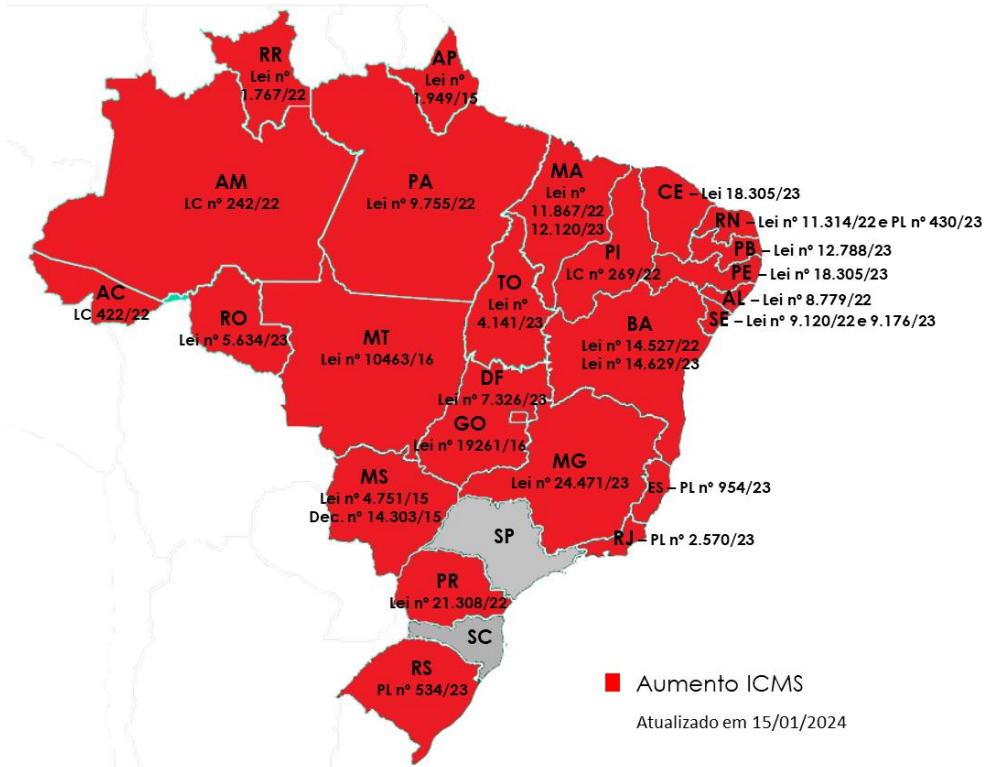 RR
Lei nº
1.767/22
AP
Lei nº
1.949/15
AM
LC nº 242/22
PA
Lei nº 9.755/22
MA
Lei nº
11.867/22
12.120/23
CE – Lei 18.305/23
RN – Lei nº 11.314/22 e PL nº 430/23
PB – Lei nº 12.788/23
PE – Lei nº 18.305/23
AL – Lei nº 8.779/22
SE – Lei nº 9.120/22 e 9.176/23
PI
LC nº 269/22
TO
Lei nº
4.141/23
AC
LC 422/22
RO
Lei nº 5.634/23
MT
Lei nº 10463/16
BA
Lei nº 14.527/22
Lei nº 14.629/23
DF
Lei nº 7.326/23
GO
Lei nº 19261/16
MG
Lei nº 24.471/23
MS
Lei nº 4.751/15
Dec. nº 14.303/15
ES – PL nº 954/23
RJ – PL nº 2.570/23
SP
PR
Lei nº 21.308/22
SC
RS
PL nº 534/23
Aumento ICMS
Atualizado em 15/01/2024